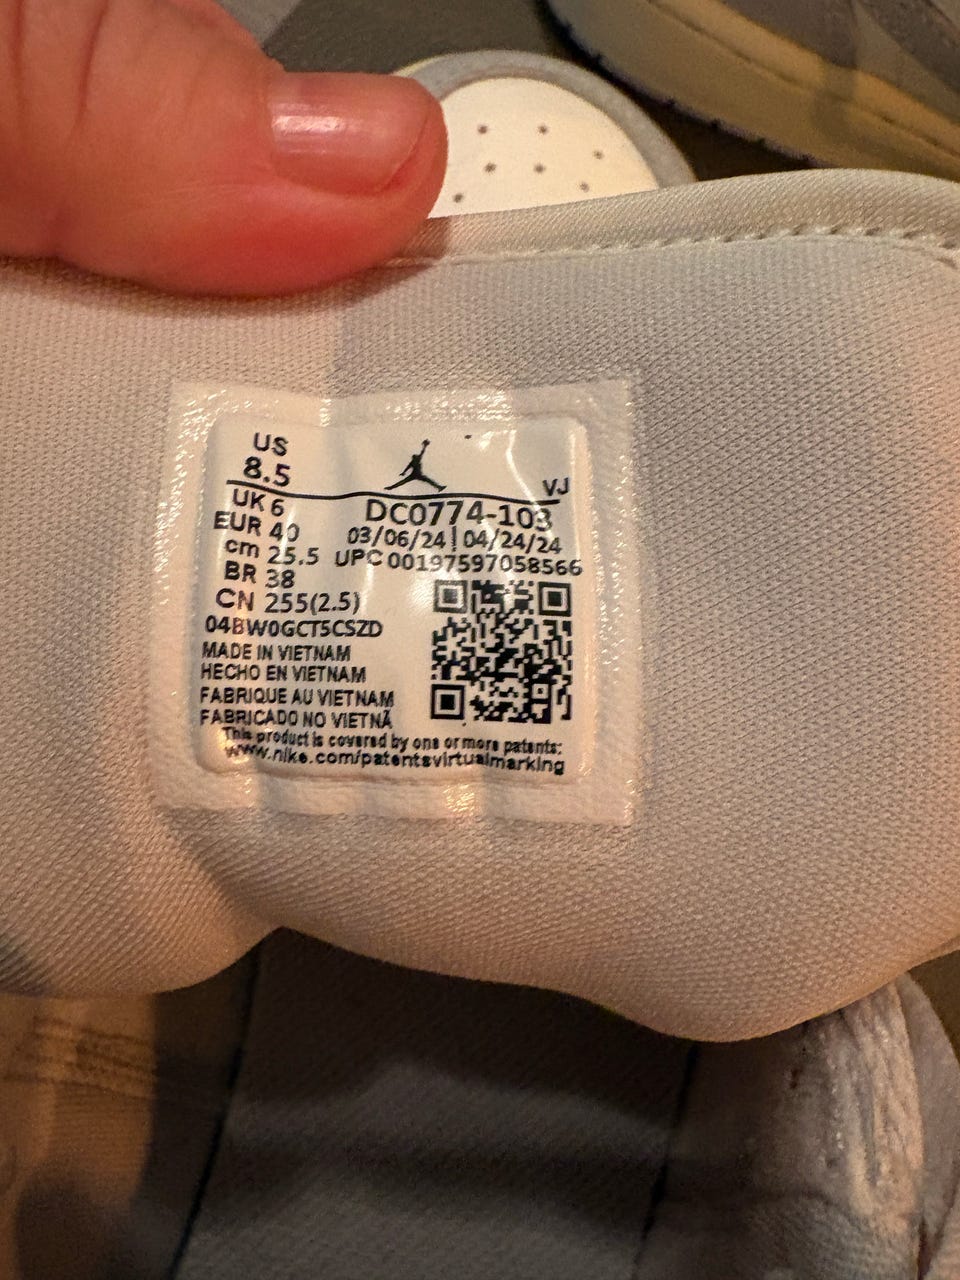 US
8.5
VJ
UK 6
DC0774-103
EUR 40
03/06/24 | 04/24/24
cm 25.5
UPC 00197597058566
BR 38
CN 255(2.5)
04BW0GCT5CSZD
MADE IN VIETNAM
HECHO EN VIETNAM
FABRIQUE AU VIETNAM
FABRICADO NO VIETNÃ
This product is covered by one or more patents:
www.nike.com/patentsvirtualmarking